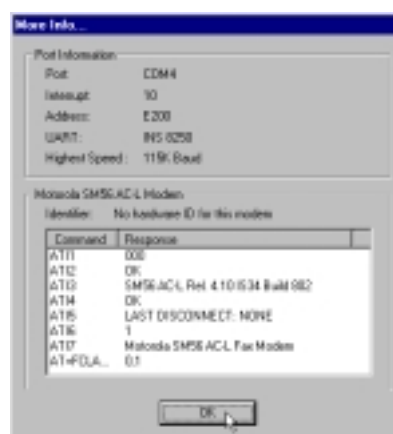 More Info...
Port Information
Port: COM4
Interrupt: 10
Address: E200
UART: INS 8250
Highest Speed: 115K Baud
Motorola SM56 AC-L Modem
Identifier: No hardware ID for this modem
Command Response
ATI1 000
ATI2 OK
ATI3 SM56 AC-L, Rel. 4.10 Build 802
ATI4 OK
ATI5 LAST DISCONNECT: NONE
ATI6 1
ATI7 Motorola SM56 AC-L Fax Modem
AT+FCLA... 0,1
OK